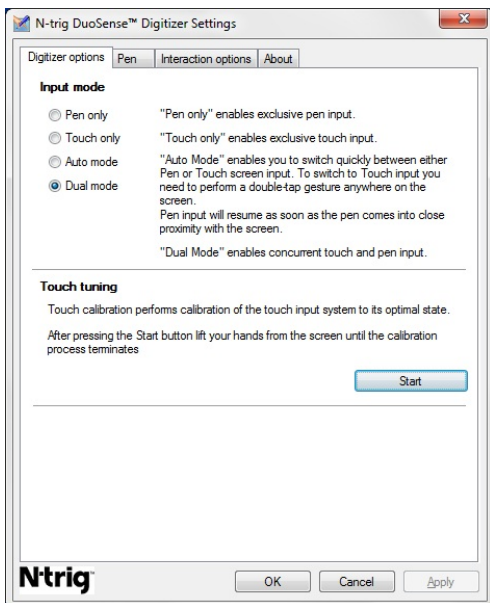 N-trig DuoSense™ Digitizer Settings
Digitizer options Pen Interaction options About
Input mode
Pen only "Pen only" enables exclusive pen input.
Touch only "Touch only" enables exclusive touch input.
Auto mode "Auto Mode" enables you to switch quickly between either
Pen or Touch screen input. To switch to Touch input you
Dual mode need to perform a double-tap gesture anywhere on the
screen.
Pen input will resume as soon as the pen comes into close
proximity with the screen.
"Dual Mode" enables concurrent touch and pen input.
Touch tuning
Touch calibration performs calibration of the touch input system to its optimal state.
After pressing the Start button lift your hands from the screen until the calibration
process terminates
Start
N-trig™ OK Cancel Apply